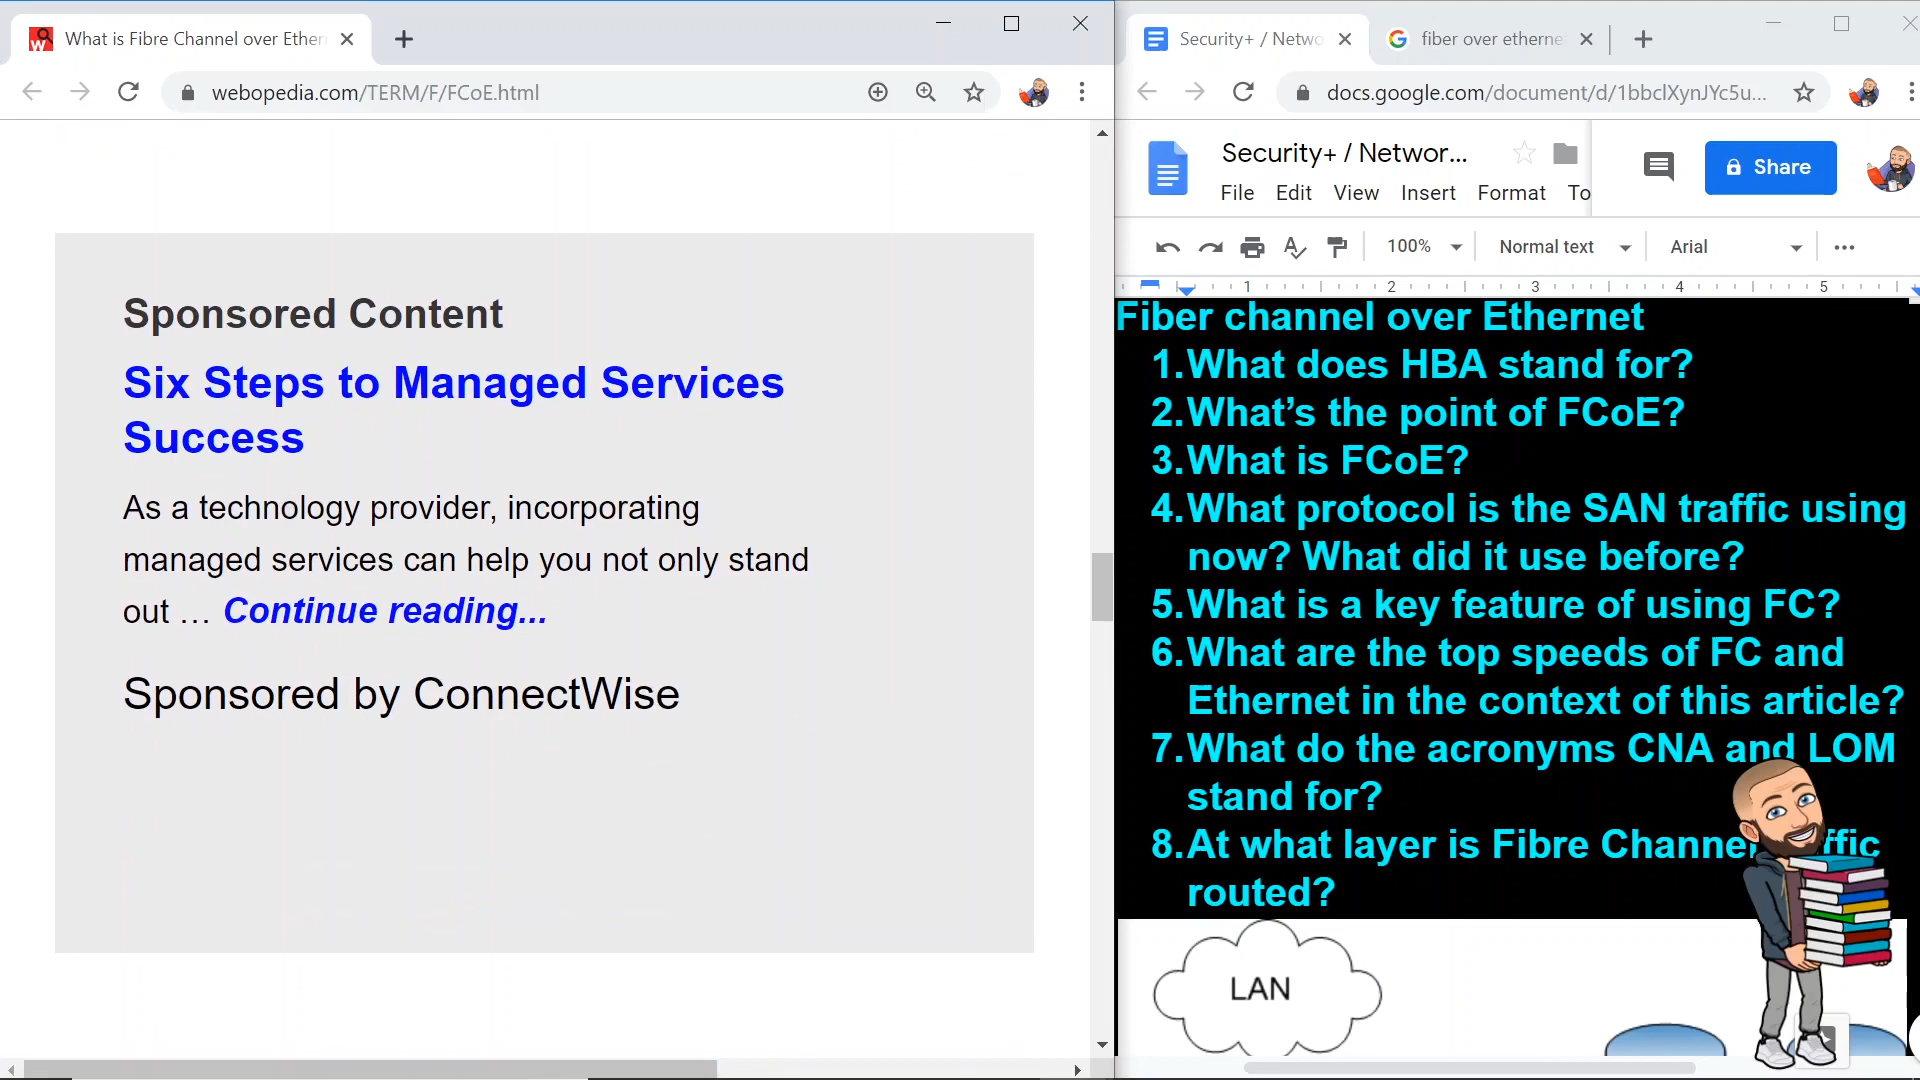 What is Fibre Channel over Ether
webopedia.com/TERM/F/FCoE.html
Sponsored Content
Six Steps to Managed Services
Success
As a technology provider, incorporating
managed services can help you not only stand
out … Continue reading...
Sponsored by ConnectWise
Security+ / Netwo
fiber over etherne
docs.google.com/document/d/1bbclXynJYc5u...
Security+ / Networ...
Share
File Edit View Insert Format To
100% Normal text Arial
1 2 3 4 5
Fiber channel over Ethernet
1.What does HBA stand for?
2.What’s the point of FCoE?
3.What is FCoE?
4.What protocol is the SAN traffic using
now? What did it use before?
5.What is a key feature of using FC?
6.What are the top speeds of FC and
Ethernet in the context of this article?
7.What do the acronyms CNA and LOM
stand for?
8.At what layer is Fibre Channe ffic
routed?
LAN